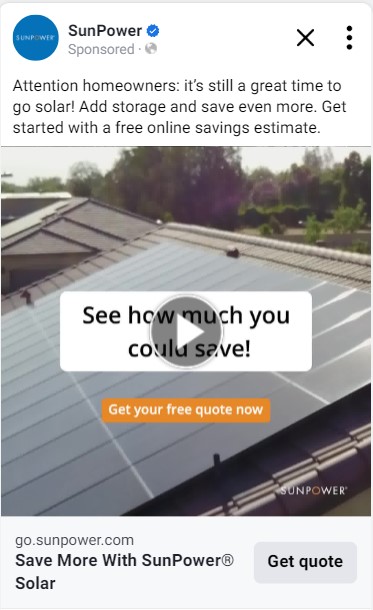 SUNPOWER
SunPower
Sponsored ·
Attention homeowners: it's still a great time to
go solar! Add storage and save even more. Get
started with a free online savings estimate.
See how much you
could save!
Get your free quote now
SUNPOWER®
go.sunpower.com
Save More With SunPower®
Solar
Get quote